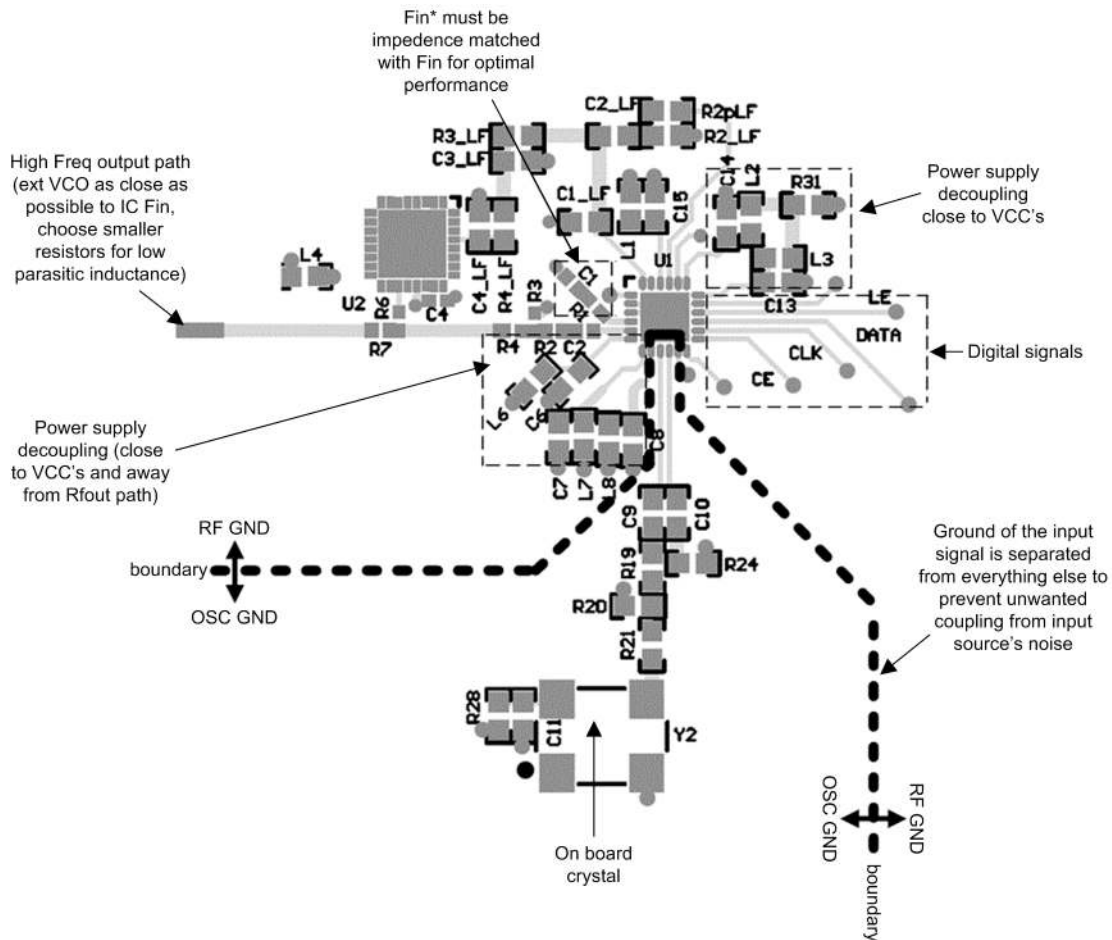 Fin* must be
impedence matched
with Fin for optimal
performance
High Freq output path
(ext VCO as close as
possible to IC Fin,
choose smaller
resistors for low
parasitic inductance)
C2_LF
R2pLF
R3_LF
R2_LF
C3_LF
C14
L2
R31
Power supply
decoupling
close to VCC's
C1_LF
C15
L1
U1
L4
C4_LF
R4_LF
C1
L3
U2
R6
C4
R3
C13
LE
DATA
R7
R4
R2
C2
CLK
Digital signals
CE
L6
C6
Power supply
decoupling (close
to VCC's and away
from Rfout path)
C8
C7
L7
L8
C9
C10
RF GND
boundary
OSC GND
R19
R24
R20
R21
Ground of the input
signal is separated
from everything else to
prevent unwanted
coupling from input
source's noise
R28
C11
Y2
On board
crystal
OSC GND
RF GND
boundary